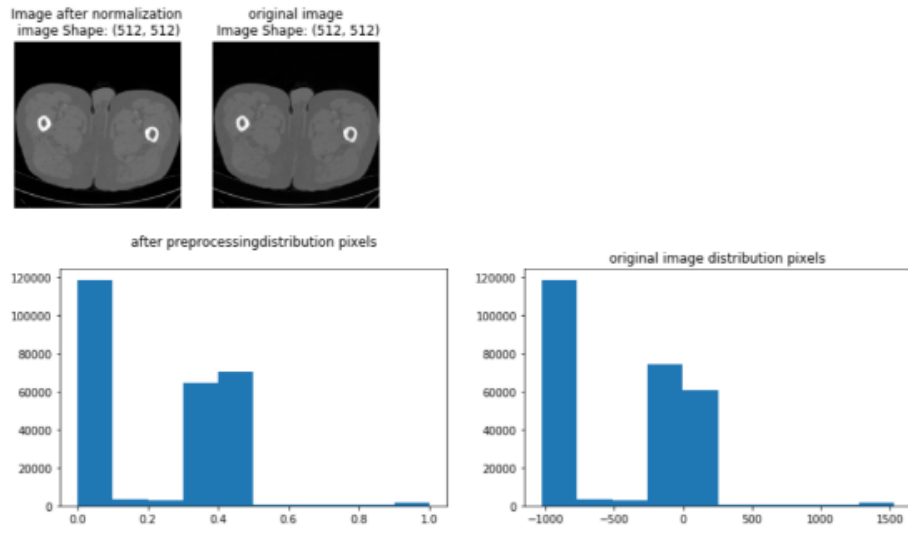 Image after normalization
image Shape: (512, 512)
original image
Image Shape: (512, 512)
after preprocessingdistribution pixels
120000
100000
80000
60000
40000
20000
0
0.0 0.2 0.4 0.6 0.8 1.0
original image distribution pixels
120000
100000
80000
60000
40000
20000
0
−1000 −500 0 500 1000 1500